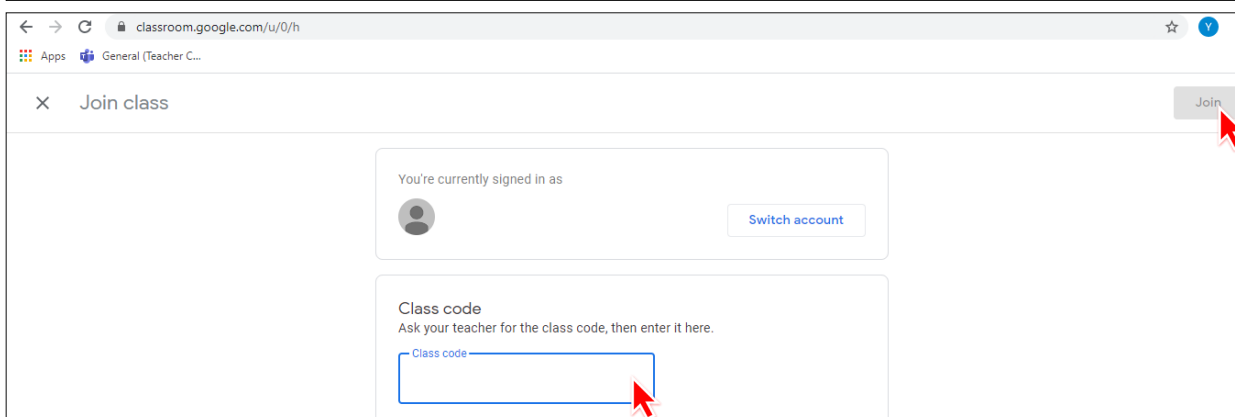 classroom.google.com/u/0/h
Y
Apps General (Teacher C...
Join class
Join
You're currently signed in as
Switch account
Class code
Ask your teacher for the class code, then enter it here.
Class code